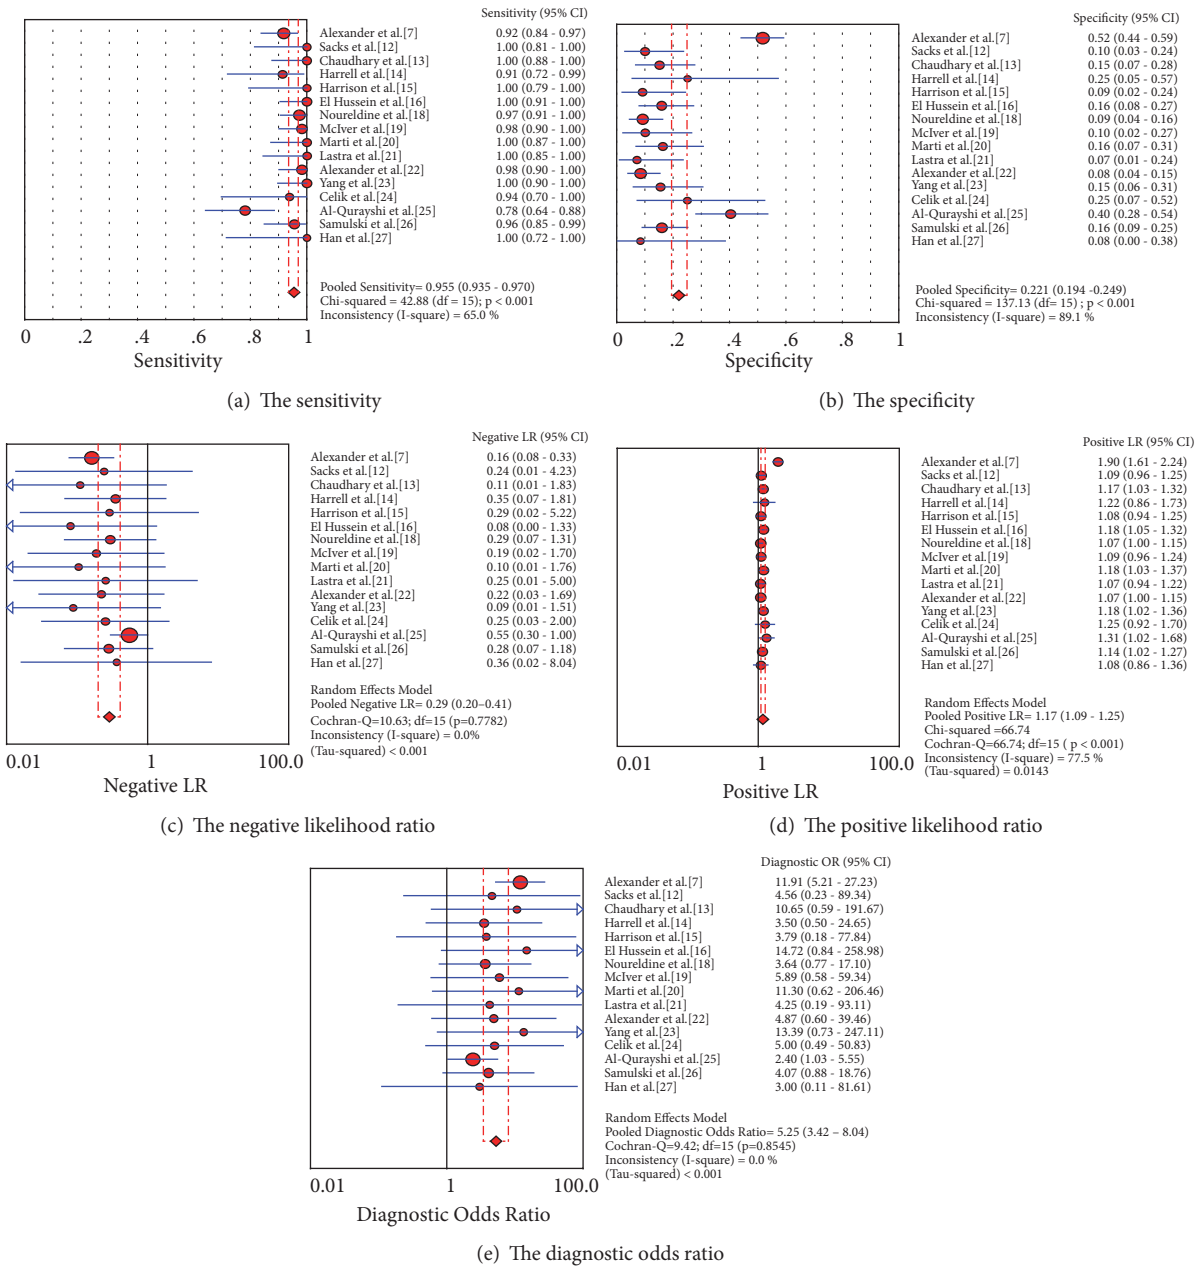 Sensitivity (95% CI)
Alexander et al.[7] 0.92 (0.84 - 0.97)
Sacks et al.[12] 1.00 (0.81 - 1.00)
Chaudhary et al.[13] 1.00 (0.88 - 1.00)
Harrell et al.[14] 0.91 (0.72 - 0.99)
Harrison et al.[15] 1.00 (0.79 - 1.00)
El Hussein et al.[16] 1.00 (0.91 - 1.00)
Noureldine et al.[18] 0.97 (0.91 - 1.00)
McIver et al.[19] 0.98 (0.90 - 1.00)
Marti et al.[20] 1.00 (0.87 - 1.00)
Lastra et al.[21] 1.00 (0.85 - 1.00)
Alexander et al.[22] 0.98 (0.90 - 1.00)
Yang et al.[23] 1.00 (0.90 - 1.00)
Celik et al.[24] 0.94 (0.70 - 1.00)
Al-Qurayshi et al.[25] 0.78 (0.64 - 0.88)
Samulski et al.[26] 0.96 (0.85 - 0.99)
Han et al.[27] 1.00 (0.72 - 1.00)
Pooled Sensitivity= 0.955 (0.935 - 0.970)
Chi-squared = 42.88 (df = 15); p < 0.001
Inconsistency (I-square) = 65.0 %
0 .2 .4 .6 .8 1
Sensitivity
(a) The sensitivity
Specificity (95% CI)
Alexander et al.[7] 0.52 (0.44 - 0.59)
Sacks et al.[12] 0.10 (0.03 - 0.24)
Chaudhary et al.[13] 0.15 (0.07 - 0.28)
Harrell et al.[14] 0.25 (0.05 - 0.57)
Harrison et al.[15] 0.09 (0.02 - 0.24)
El Hussein et al.[16] 0.16 (0.08 - 0.27)
Noureldine et al.[18] 0.09 (0.04 - 0.16)
McIver et al.[19] 0.10 (0.02 - 0.27)
Marti et al.[20] 0.16 (0.07 - 0.31)
Lastra et al.[21] 0.07 (0.01 - 0.24)
Alexander et al.[22] 0.08 (0.04 - 0.15)
Yang et al.[23] 0.15 (0.06 - 0.31)
Celik et al.[24] 0.25 (0.07 - 0.52)
Al-Qurayshi et al.[25] 0.40 (0.28 - 0.54)
Samulski et al.[26] 0.16 (0.09 - 0.25)
Han et al.[27] 0.08 (0.00 - 0.38)
Pooled Specificity= 0.221 (0.194 -0.249)
Chi-squared = 137.13 (df= 15) ; p < 0.001
Inconsistency (I-square) = 89.1 %
0 .2 .4 .6 .8 1
Specificity
(b) The specificity
Negative LR (95% CI)
Alexander et al.[7] 0.16 (0.08 - 0.33)
Sacks et al.[12] 0.24 (0.01 - 4.23)
Chaudhary et al.[13] 0.11 (0.01 - 1.83)
Harrell et al.[14] 0.35 (0.07 - 1.81)
Harrison et al.[15] 0.29 (0.02 - 5.22)
El Hussein et al.[16] 0.08 (0.00 - 1.33)
Noureldine et al.[18] 0.29 (0.07 - 1.31)
McIver et al.[19] 0.19 (0.02 - 1.70)
Marti et al.[20] 0.10 (0.01 - 1.76)
Lastra et al.[21] 0.25 (0.01 - 5.00)
Alexander et al.[22] 0.22 (0.03 - 1.69)
Yang et al.[23] 0.09 (0.01 - 1.51)
Celik et al.[24] 0.25 (0.03 - 2.00)
Al-Qurayshi et al.[25] 0.55 (0.30 - 1.00)
Samulski et al.[26] 0.28 (0.07 - 1.18)
Han et al.[27] 0.36 (0.02 - 8.04)
Random Effects Model
Pooled Negative LR= 0.29 (0.20–0.41)
Cochran-Q=10.63; df=15 (p=0.7782)
Inconsistency (I-square) = 0.0%
(Tau-squared) < 0.001
0.01 1 100.0
Negative LR
(c) The negative likelihood ratio
Positive LR (95% CI)
Alexander et al.[7] 1.90 (1.61 - 2.24)
Sacks et al.[12] 1.09 (0.96 - 1.25)
Chaudhary et al.[13] 1.17 (1.03 - 1.32)
Harrell et al.[14] 1.22 (0.86 - 1.73)
Harrison et al.[15] 1.08 (0.94 - 1.25)
El Hussein et al.[16] 1.18 (1.05 - 1.32)
Noureldine et al.[18] 1.07 (1.00 - 1.15)
McIver et al.[19] 1.09 (0.96 - 1.24)
Marti et al.[20] 1.18 (1.03 - 1.37)
Lastra et al.[21] 1.07 (0.94 - 1.22)
Alexander et al.[22] 1.07 (1.00 - 1.15)
Yang et al.[23] 1.18 (1.02 - 1.36)
Celik et al.[24] 1.25 (0.92 - 1.70)
Al-Qurayshi et al.[25] 1.31 (1.02 - 1.68)
Samulski et al.[26] 1.14 (1.02 - 1.27)
Han et al.[27] 1.08 (0.86 - 1.36)
Random Effects Model
Pooled Positive LR= 1.17 (1.09 - 1.25)
Chi-squared =66.74
Cochran-Q=66.74; df=15 ( p < 0.001)
Inconsistency (I-square) = 77.5 %
(Tau-squared) = 0.0143
0.01 1 100.0
Positive LR
(d) The positive likelihood ratio
Diagnostic OR (95% CI)
Alexander et al.[7] 11.91 (5.21 - 27.23)
Sacks et al.[12] 4.56 (0.23 - 89.34)
Chaudhary et al.[13] 10.65 (0.59 - 191.67)
Harrell et al.[14] 3.50 (0.50 - 24.65)
Harrison et al.[15] 3.79 (0.18 - 77.84)
El Hussein et al.[16] 14.72 (0.84 - 258.98)
Noureldine et al.[18] 3.64 (0.77 - 17.10)
McIver et al.[19] 5.89 (0.58 - 59.34)
Marti et al.[20] 11.30 (0.62 - 206.46)
Lastra et al.[21] 4.25 (0.19 - 93.11)
Alexander et al.[22] 4.87 (0.60 - 39.46)
Yang et al.[23] 13.39 (0.73 - 247.11)
Celik et al.[24] 5.00 (0.49 - 50.83)
Al-Qurayshi et al.[25] 2.40 (1.03 - 5.55)
Samulski et al.[26] 4.07 (0.88 - 18.76)
Han et al.[27] 3.00 (0.11 - 81.61)
Random Effects Model
Pooled Diagnostic Odds Ratio= 5.25 (3.42 – 8.04)
Cochran-Q=9.42; df=15 (p=0.8545)
Inconsistency (I-square) = 0.0 %
(Tau-squared) < 0.001
0.01 1 100.0
Diagnostic Odds Ratio
(e) The diagnostic odds ratio